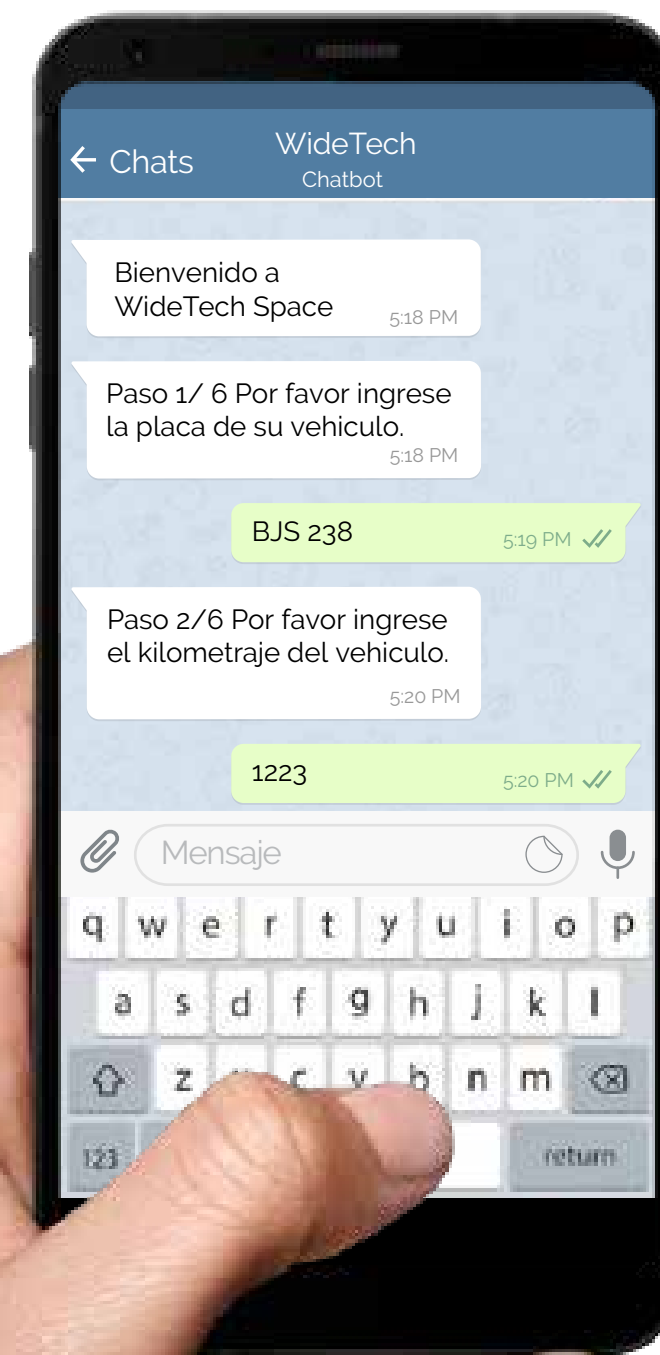 ← Chats
WideTech
Chatbot
Bienvenido a
WideTech Space
5:18 PM
Paso 1/ 6 Por favor ingrese
la placa de su vehiculo.
5:18 PM
BJS 238
5:19 PM
Paso 2/6 Por favor ingrese
el kilometraje del vehiculo.
5:20 PM
1223
5:20 PM
Mensaje
q w e r t y u i o p
a s d f g h j k l
z c v b n m
123 return